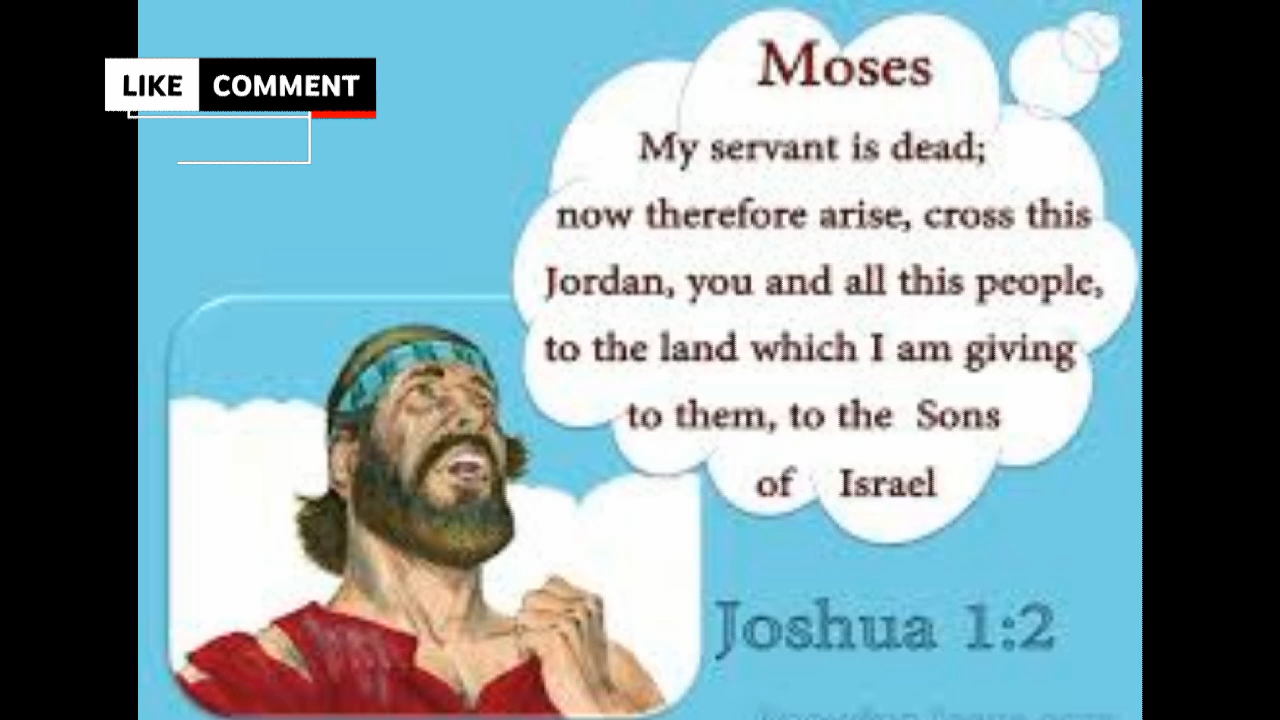 LIKE COMMENT
Moses
My servant is dead;
now therefore arise, cross this
Jordan, you and all this people,
to the land which I am giving
to them, to the Sons
of Israel
Joshua 1:2